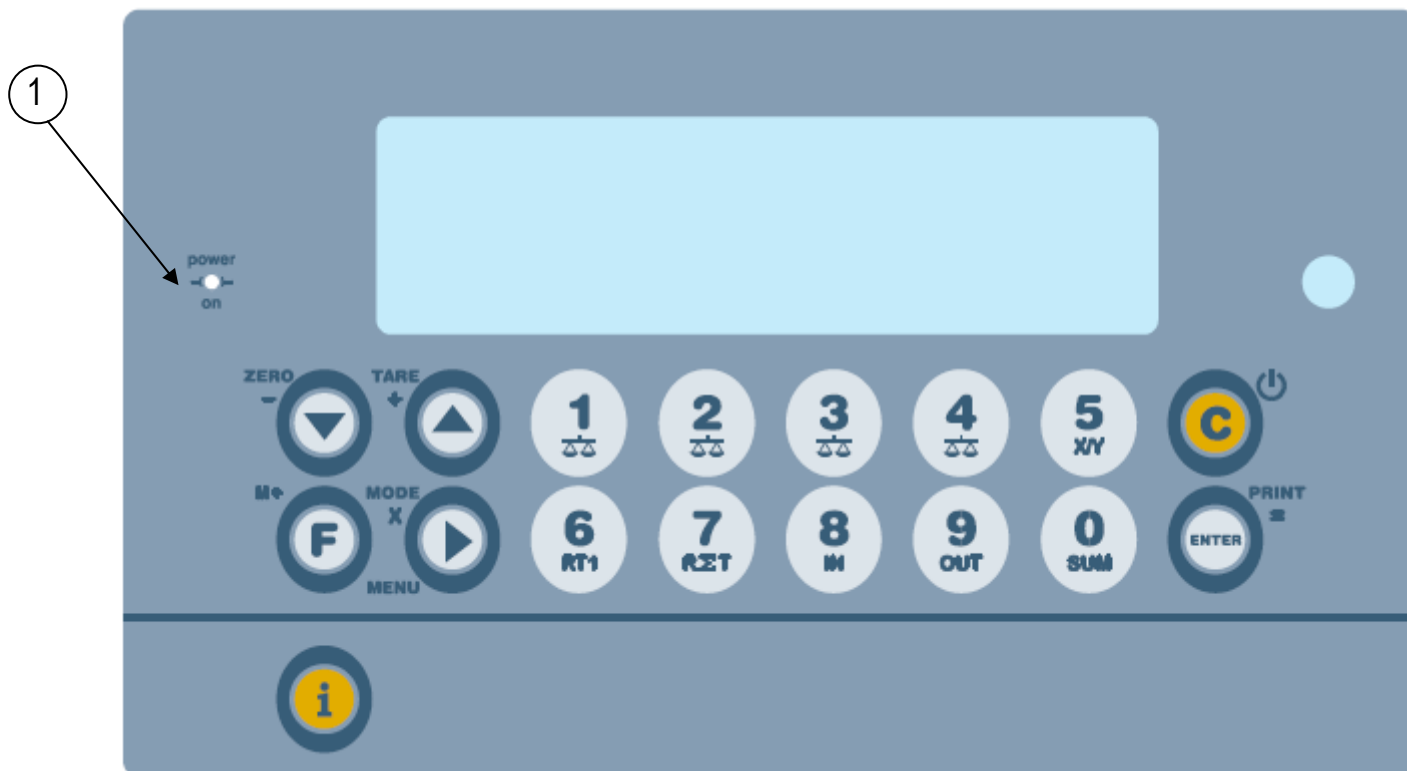 1
power
on
ZERO TARE
- +
1 2 3 4 5 C
X/Y
M MODE PRINT
X
F 6 7 8 9 0 ENTER
RT1 RΣT IN OUT SUM
MENU
i